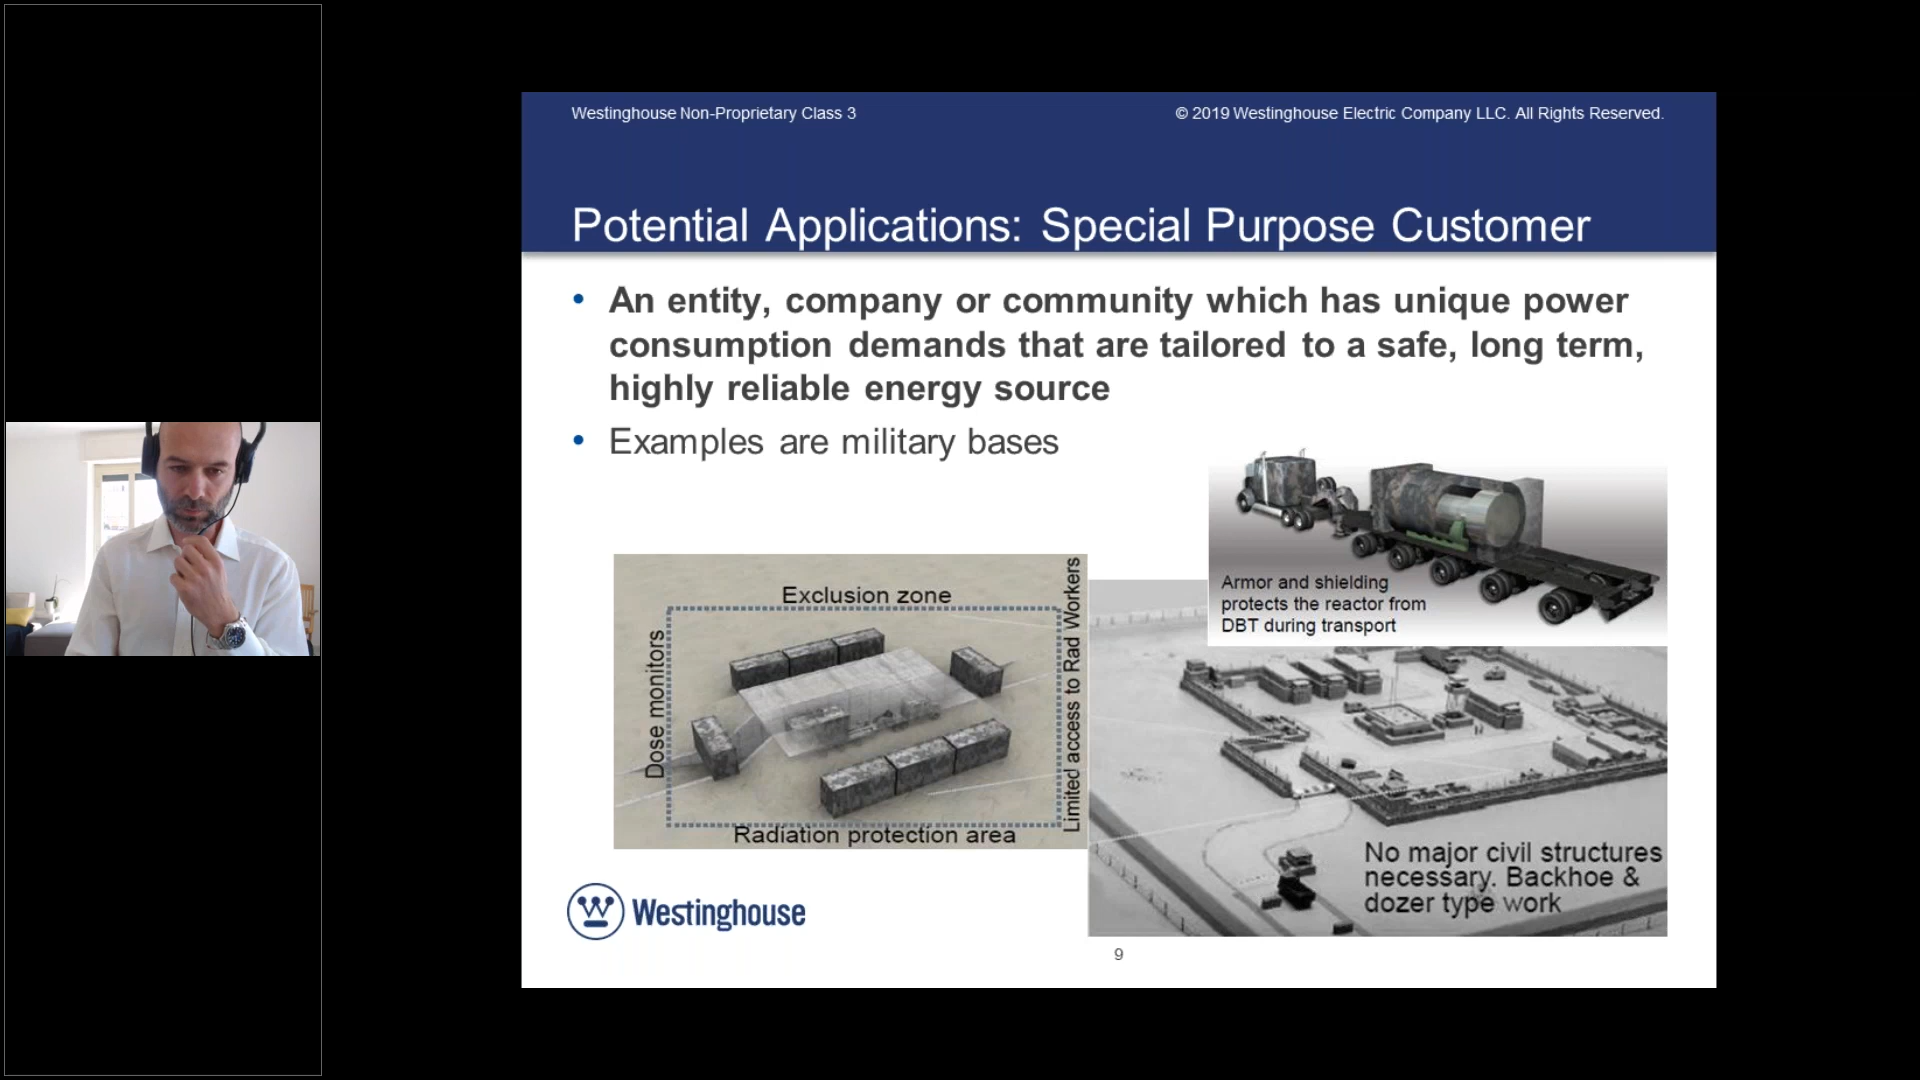 Westinghouse Non-Proprietary Class 3
© 2019 Westinghouse Electric Company LLC. All Rights Reserved.
Potential Applications: Special Purpose Customer
• An entity, company or community which has unique power
consumption demands that are tailored to a safe, long term,
highly reliable energy source
• Examples are military bases
Armor and shielding
protects the reactor from
DBT during transport
Exclusion zone
Dose monitors
Limited access to Rad Workers
Radiation protection area
No major civil structures
necessary. Backhoe &
dozer type work
W Westinghouse
9